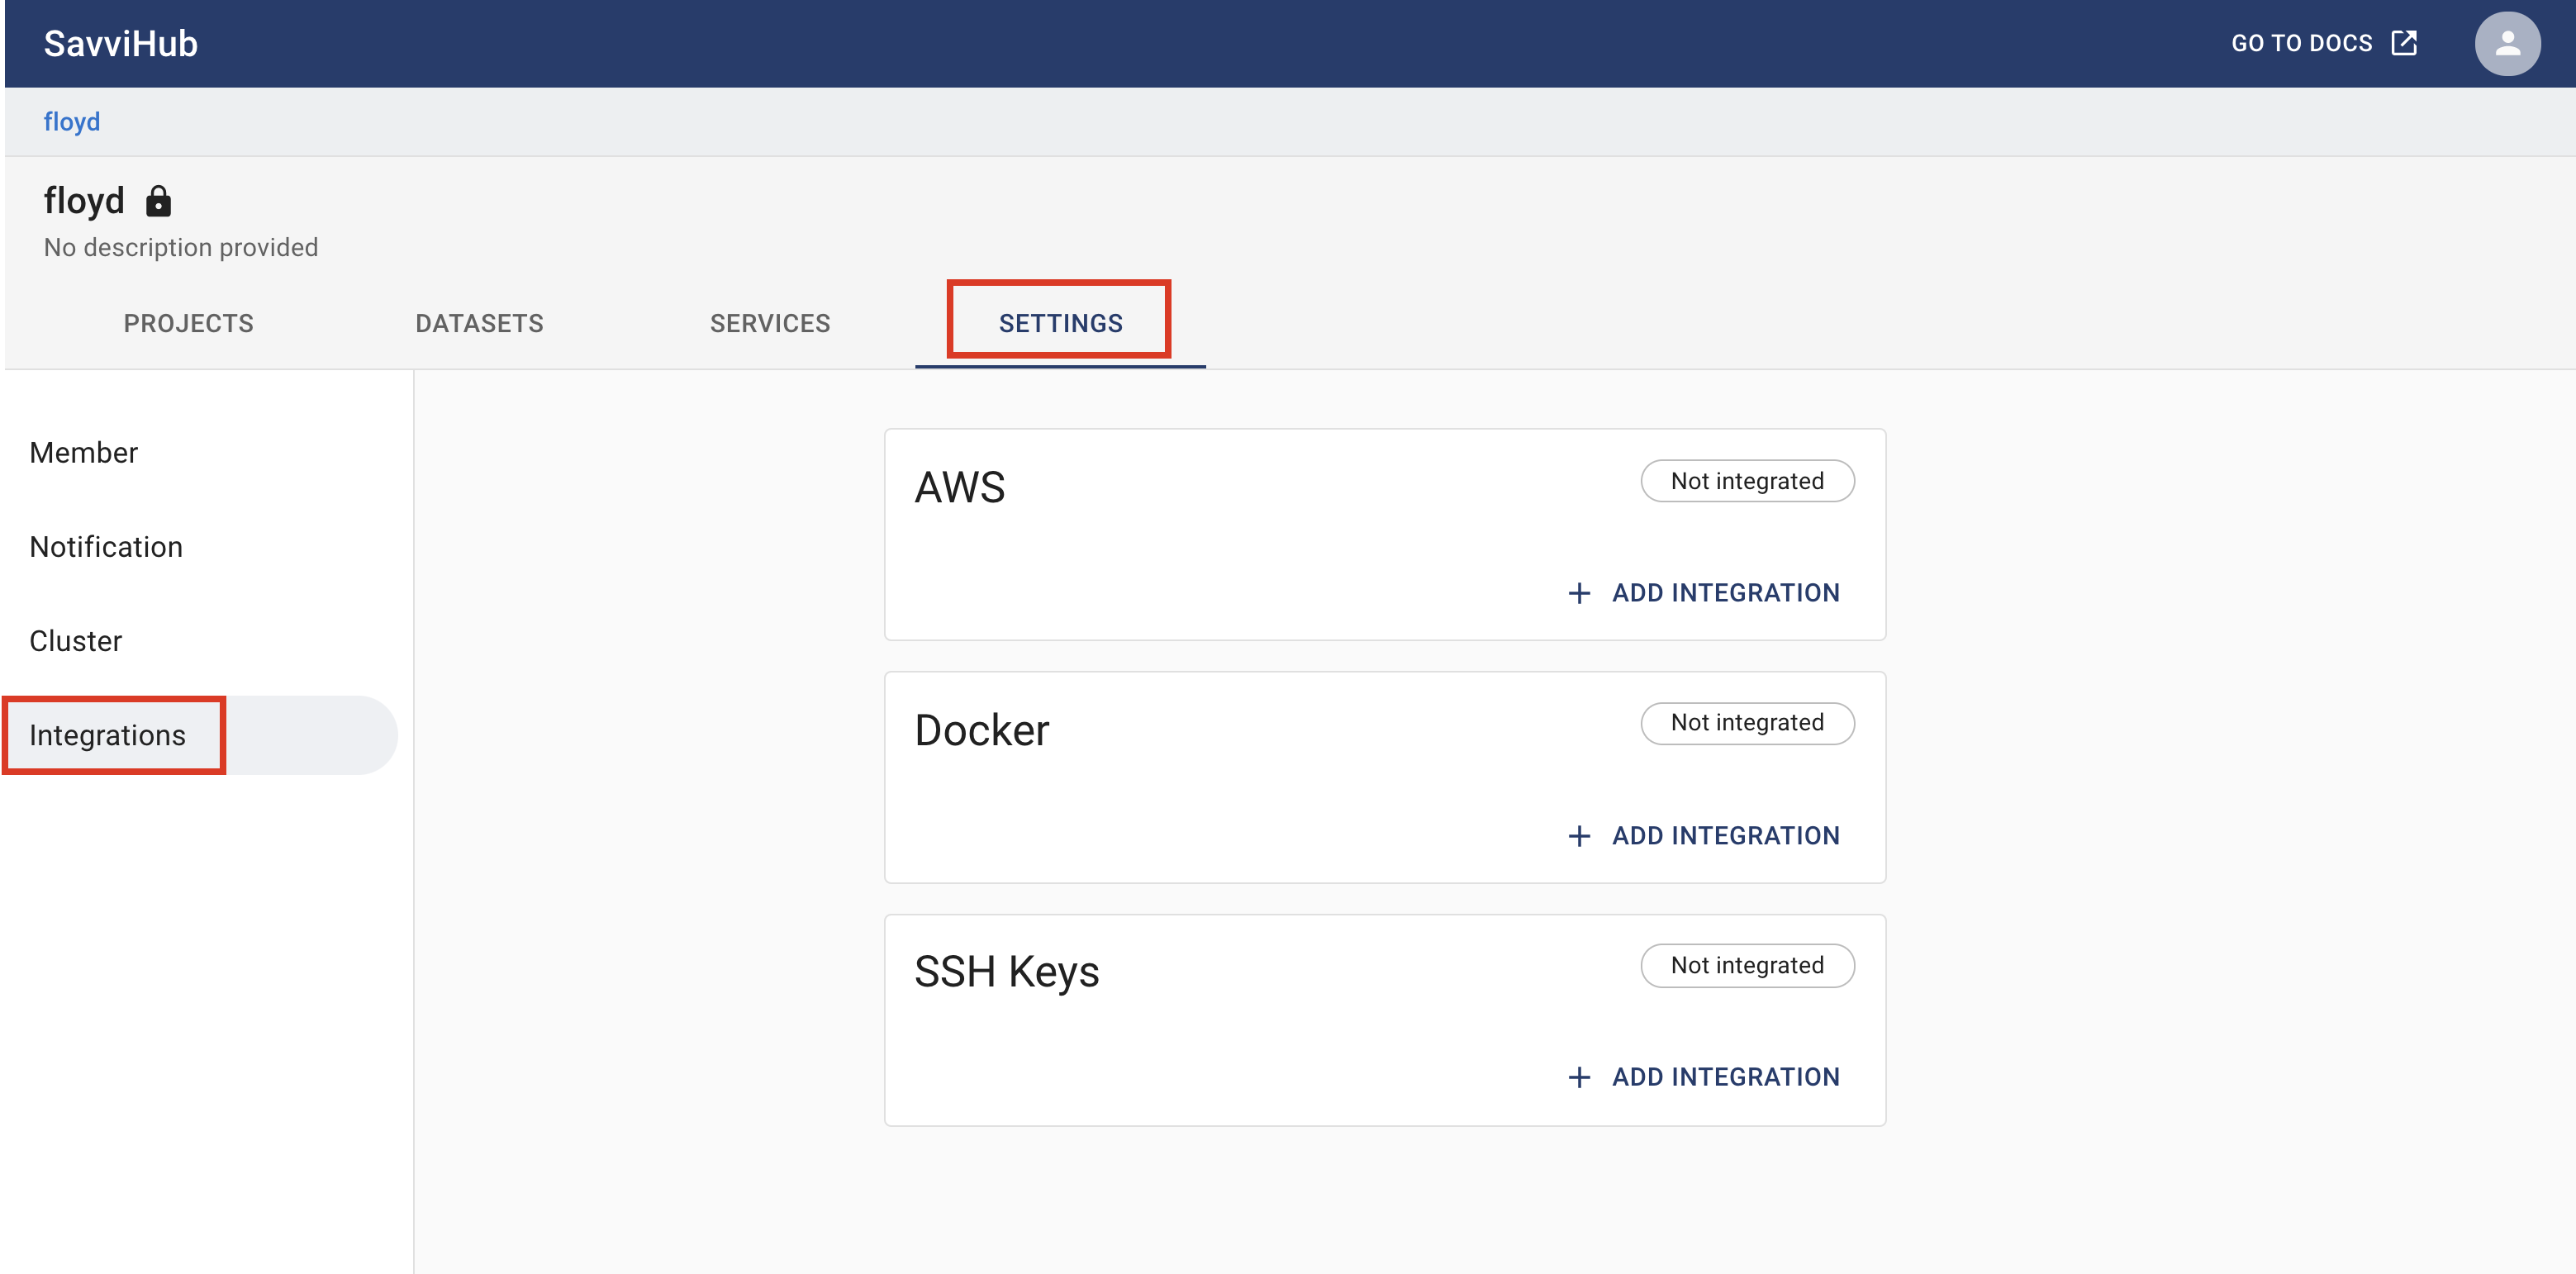 SavviHub
GO TO DOCS
floyd
floyd
No description provided
PROJECTS
DATASETS
SERVICES
SETTINGS
Member
Notification
Cluster
Integrations
AWS
Not integrated
+ ADD INTEGRATION
Docker
Not integrated
+ ADD INTEGRATION
SSH Keys
Not integrated
+ ADD INTEGRATION